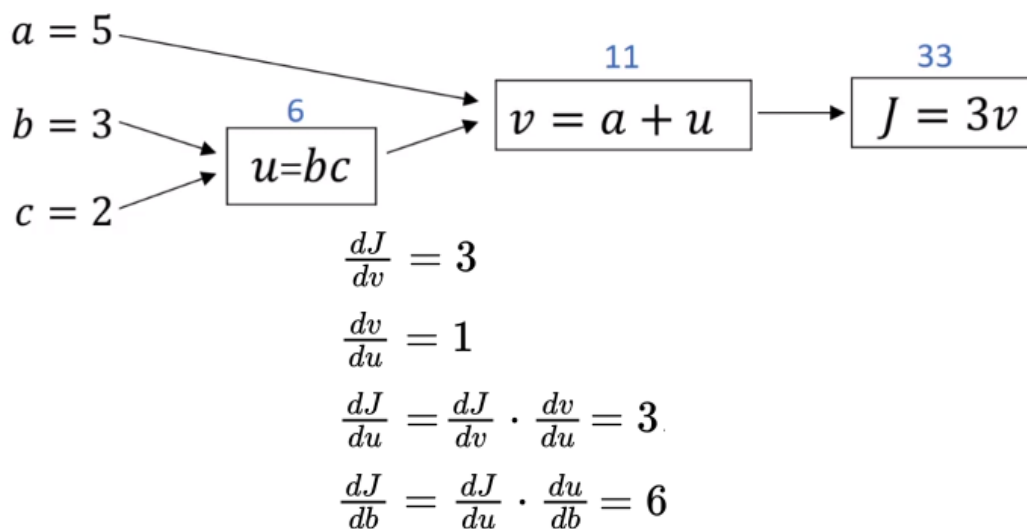 a = 5
11
33
b = 3
6
v = a + u
J = 3v
u=bc
c = 2
dJ/dv = 3
dv/du = 1
dJ/du = dJ/dv · dv/du = 3
dJ/db = dJ/du · du/db = 6